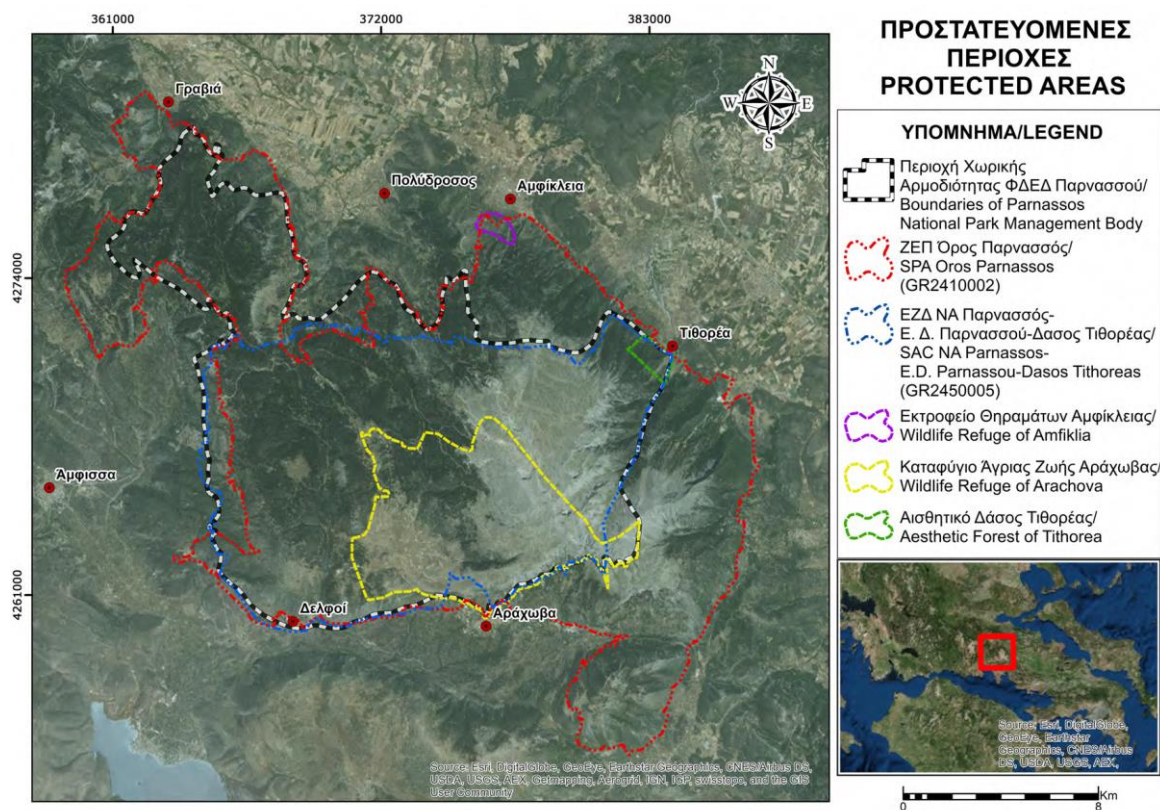 361000
372000
383000
4274000
4261000
N
W
E
S
Γραβιά
Πολύδροσος
Αμφίκλεια
Τιθορέα
Άμφισσα
Δελφοί
Αράχωβα
Source: Esri, DigitalGlobe, GeoEye, Earthstar Geographics, CNES/Airbus DS,
USDA, USGS, AEX, Getmapping, Aerogrid, IGN, IGP, swisstopo, and the GIS
User Community
ΠΡΟΣΤΑΤΕΥΟΜΕΝΕΣ
ΠΕΡΙΟΧΕΣ
PROTECTED AREAS
ΥΠΟΜΝΗΜΑ/LEGEND
Περιοχή Χωρικής
Αρμοδιότητας ΦΔΕΔ Παρνασσού/
Boundaries of Parnassos
National Park Management Body
ΖΕΠ Όρος Παρνασσός/
SPA Oros Parnassos
(GR2410002)
ΕΖΔ ΝΑ Παρνασσός-
Ε. Δ. Παρνασσού-Δασος Τιθορέας/
SAC NA Parnassos-
E.D. Parnassou-Dasos Tithoreas
(GR2450005)
Εκτροφείο Θηραμάτων Αμφίκλειας/
Wildlife Refuge of Amfiklia
Καταφύγιο Άγριας Ζωής Αράχωβας/
Wildlife Refuge of Arachova
Αισθητικό Δάσος Τιθορέας/
Aesthetic Forest of Tithorea
Source: Esri, DigitalGlobe,
GeoEye, Earthstar
Geographics, CNES/Airbus
DS, USDA, USGS, AEX,
Km
0
8